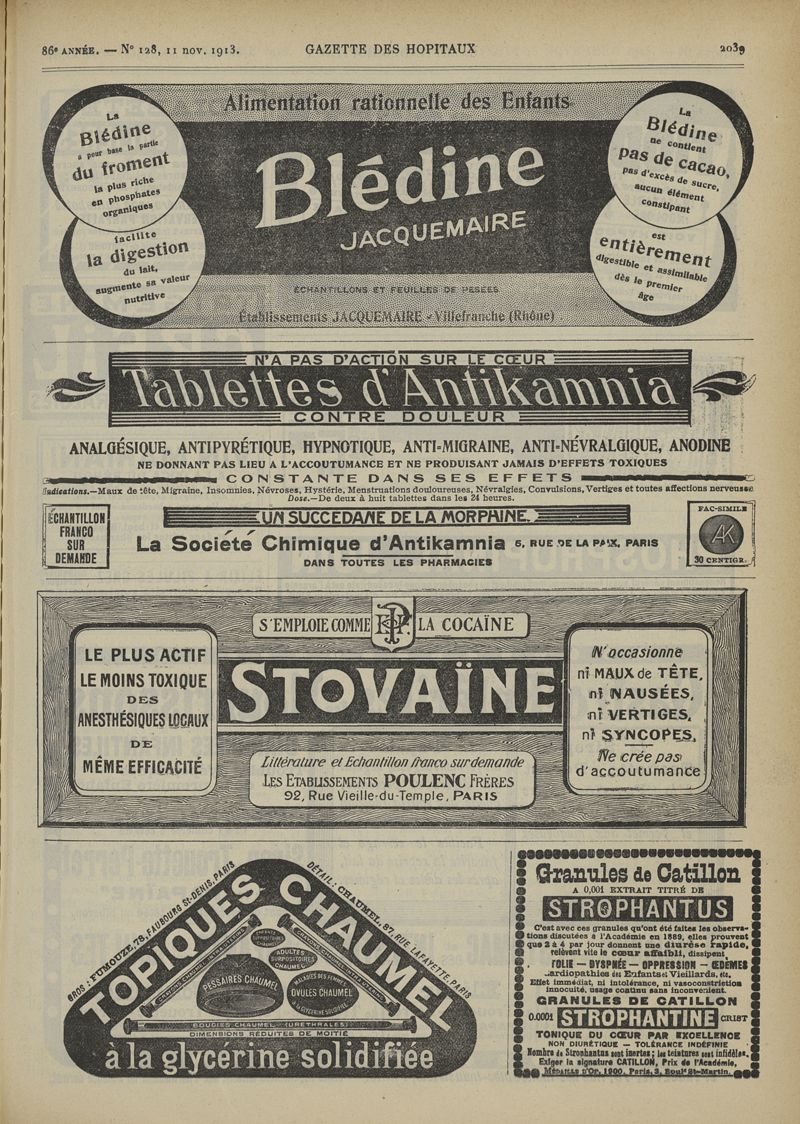 86e ANNÉE. — No 128, 11 nov. 1913.
GAZETTE DES HOPITAUX
2039
Alimentation rationnelle des Enfants
La
Blédine
a pour base la partie
du froment
la plus riche
en phosphates
organiques
facilite
la digestion
du lait,
augmente sa valeur
nutritive
Blédine
JACQUEMAIRE
La
Blédine
ne contient
pas de cacao,
pas d'excès de sucre,
aucun élément
constipant
est
entièrement
digestible et assimilable
dès le premier
âge
ÉCHANTILLONS ET FEUILLES DE PESÉES
Établissements JACQUEMAIRE - Villefranche (Rhône)
N'A PAS D'ACTION SUR LE CŒUR
Tablettes d'Antikamnia
CONTRE DOULEUR
ANALGÉSIQUE, ANTIPYRÉTIQUE, HYPNOTIQUE, ANTI-MIGRAINE, ANTI-NÉVRALGIQUE, ANODINE
NE DONNANT PAS LIEU A L'ACCOUTUMANCE ET NE PRODUISANT JAMAIS D'EFFETS TOXIQUES
CONSTANTE DANS SES EFFETS
Indications.—Maux de tête, Migraine, Insomnies, Névroses, Hystérie, Menstruations douloureuses, Névralgies, Convulsions, Vertiges et toutes affections nerveuses
Dose.—De deux à huit tablettes dans les 24 heures.
ÉCHANTILLON
FRANCO
SUR
DEMANDE
UN SUCCEDANE DE LA MORPHINE.
La Société Chimique d'Antikamnia 5, RUE DE LA PAIX, PARIS
DANS TOUTES LES PHARMACIES
FAC-SIMILE
AK
30 CENTIGR.
S'EMPLOIE COMME LA COCAÏNE
LE PLUS ACTIF
LE MOINS TOXIQUE
DES
ANESTHÉSIQUES LOCAUX
DE
MÊME EFFICACITÉ
STOVAÏNE
Littérature et Echantillon franco sur demande
LES ETABLISSEMENTS POULENC FRÈRES
92, Rue Vieille-du-Temple, PARIS
N'occasionne
ni MAUX de TÊTE,
ni NAUSÉES,
ni VERTIGES,
ni SYNCOPES,
Ne crée pas
d'accoutumance
GROS: FUMOUZE, 78, FAUBOURG St-DENIS, PARIS
DÉTAIL: CHAUMEL, 87, RUE LAFAYETTE, PARIS
TOPIQUES CHAUMEL
ENFANTS
SUPPOSITOIRES
CHAUMEL
ADULTES
SUPPOSITOIRES
CHAUMEL
PESSAIRES CHAUMEL
MALADIES DES FEMMES
OVULES CHAUMEL
A LA GLYCERINE SOLIDIFIÉE
BOUGIES CHAUMEL (URETHRALES)
DIMENSIONS RÉDUITES DE MOITIÉ
à la glycérine solidifiée
Granules de Catillon
A 0,001 EXTRAIT TITRÉ DE
STROPHANTUS
C'est avec ces granules qu'ont été faites les observa-
tions discutées à l'Académie en 1889, elles prouvent
que 2 à 4 par jour donnent une diurèse rapide,
relèvent vite le cœur affaibli, dissipent
ASYSTOLIE — DYSPNÉE — OPPRESSION — ŒDÈMES
Cardiopathies des Enfants et Vieillards, etc.
Effet immédiat, ni intolérance, ni vasoconstriction
innocuité, usage continu sans inconvénient.
GRANULES DE CATILLON
0.0001 STROPHANTINE CRIST
TONIQUE DU CŒUR PAR EXCELLENCE
NON DIURÉTIQUE — TOLÉRANCE INDÉFINIE
Nombre de Strophantus sont inertes; les teintures sont infidèles.
Exiger la signature CATILLON, Prix de l'Académie,
MÉDAILLE D'OR, 1900. Paris, 3, Boulᵈ St-Martin.